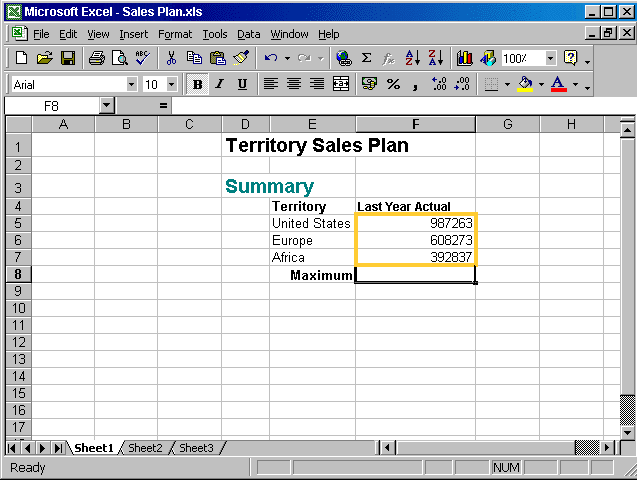 Microsoft Excel - Sales Plan.xls
File Edit View Insert Format Tools Data Window Help
100%
Arial 10 B I U $ % ,
F8 =
A B C D E F G H
1 Territory Sales Plan
2
3 Summary
4 Territory Last Year Actual
5 United States 987263
6 Europe 608273
7 Africa 392837
8 Maximum
9
10
11
12
13
14
15
16
17
Sheet1 Sheet2 Sheet3
Ready NUM